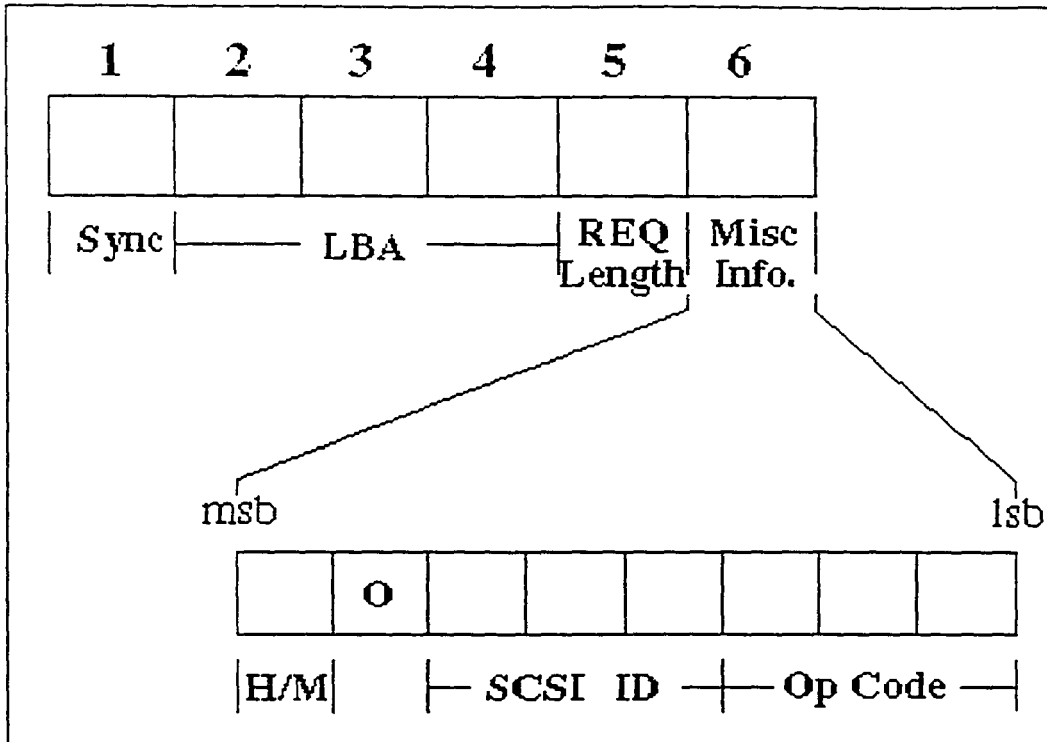 1 2 3 4 5 6
Sync LBA REQ Length Misc Info.
msb lsb
O
H/M SCSI ID Op Code